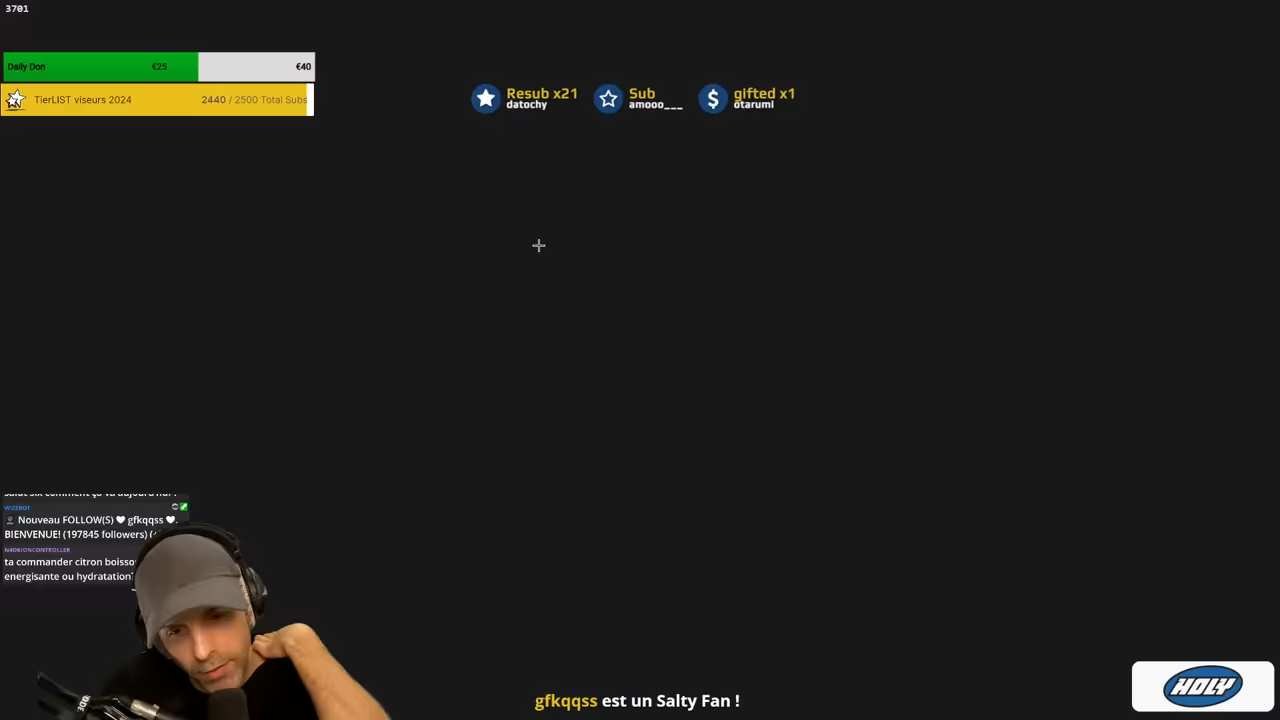 3701
Daily Don €25 €40
TierLIST viseurs 2024 2440 / 2500 Total Subs
Resub x21
datochy
Sub
amooo___
gifted x1
otarumi
WIZEBOT
Nouveau FOLLOW(S) gfkqqss
BIENVENUE! (197845 followers)
ta commander citron
energisante ou hydratation
gfkqqss est un Salty Fan !
HOLY